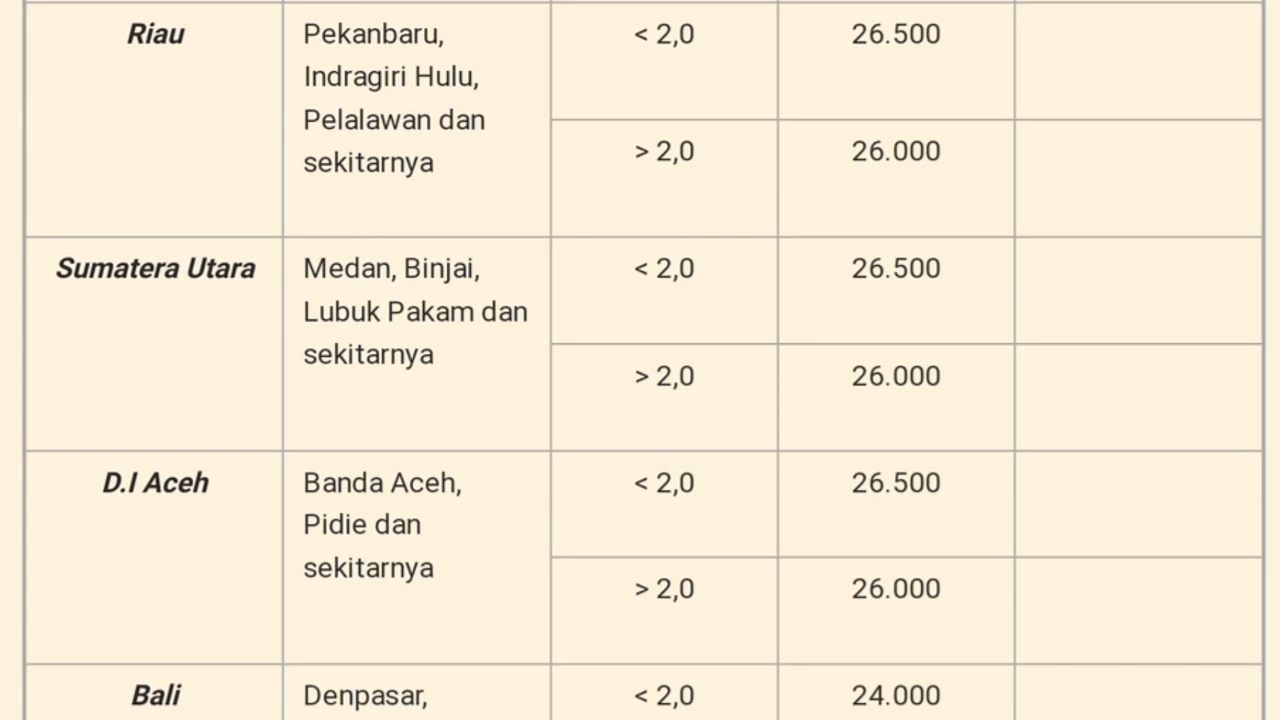 Riau Pekanbaru, < 2,0 26.500
Indragiri Hulu,
Pelalawan dan
> 2,0 26.000
sekitarnya
Sumatera Utara Medan, Binjai, < 2,0 26.500
Lubuk Pakam dan
sekitarnya
> 2,0 26.000
D.I Aceh Banda Aceh, < 2,0 26.500
Pidie dan
sekitarnya
> 2,0 26.000
Bali Denpasar, < 2,0 24.000